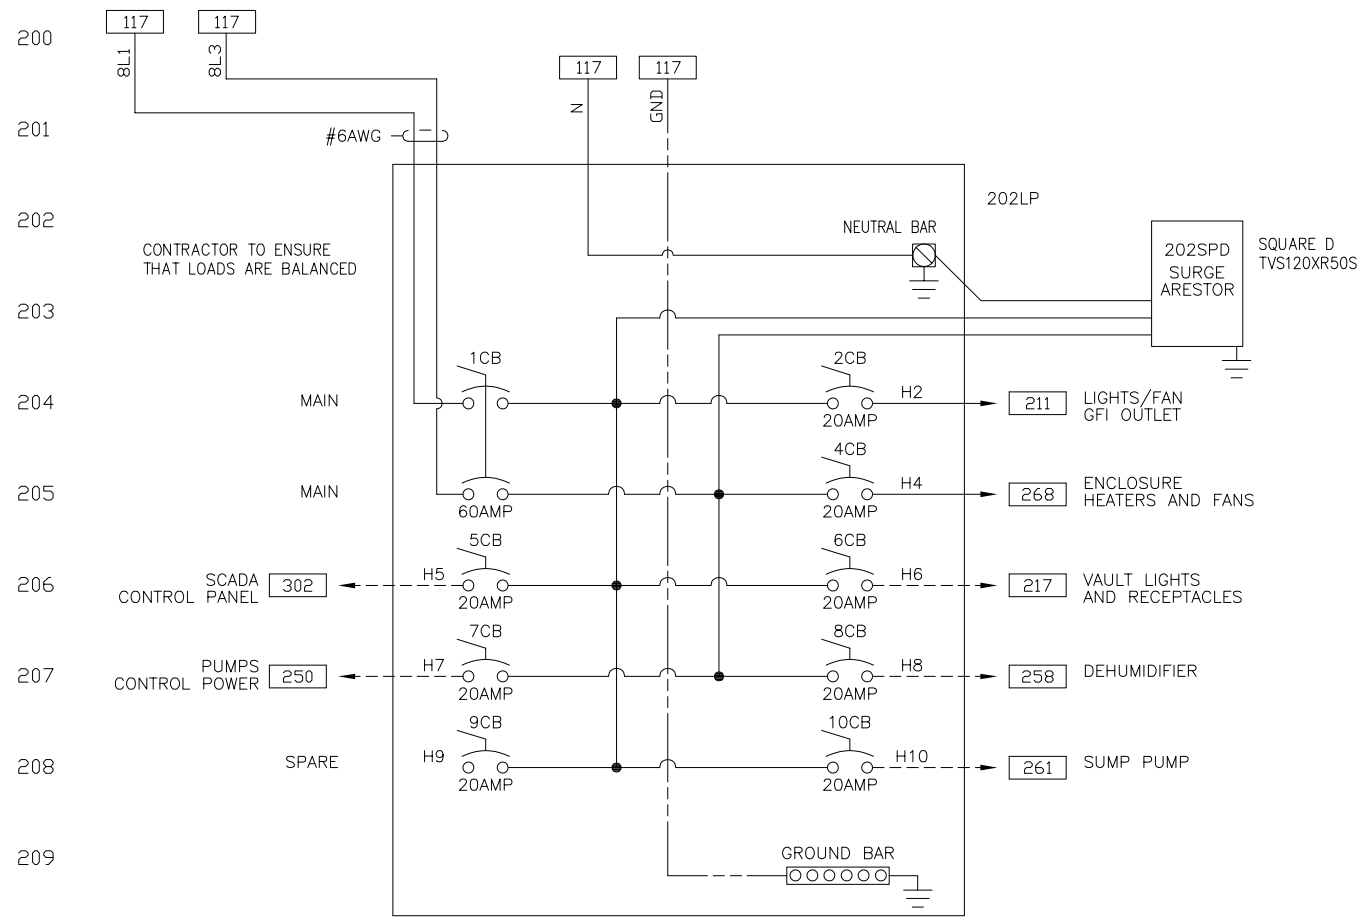 200
117
117
8L1
8L3
117
117
N
GND
201
#6AWG
202
202LP
NEUTRAL BAR
CONTRACTOR TO ENSURE
THAT LOADS ARE BALANCED
202SPD
SURGE
ARESTOR
SQUARE D
TVS120XR50S
203
1CB
2CB
204
MAIN
H2
211
LIGHTS/FAN
GFI OUTLET
20AMP
4CB
205
MAIN
H4
268
ENCLOSURE
HEATERS AND FANS
60AMP
20AMP
5CB
6CB
206
SCADA
CONTROL PANEL
302
H5
H6
217
VAULT LIGHTS
AND RECEPTACLES
20AMP
20AMP
7CB
8CB
207
PUMPS
CONTROL POWER
250
H7
H8
258
DEHUMIDIFIER
20AMP
20AMP
9CB
10CB
208
SPARE
H9
H10
261
SUMP PUMP
20AMP
20AMP
209
GROUND BAR